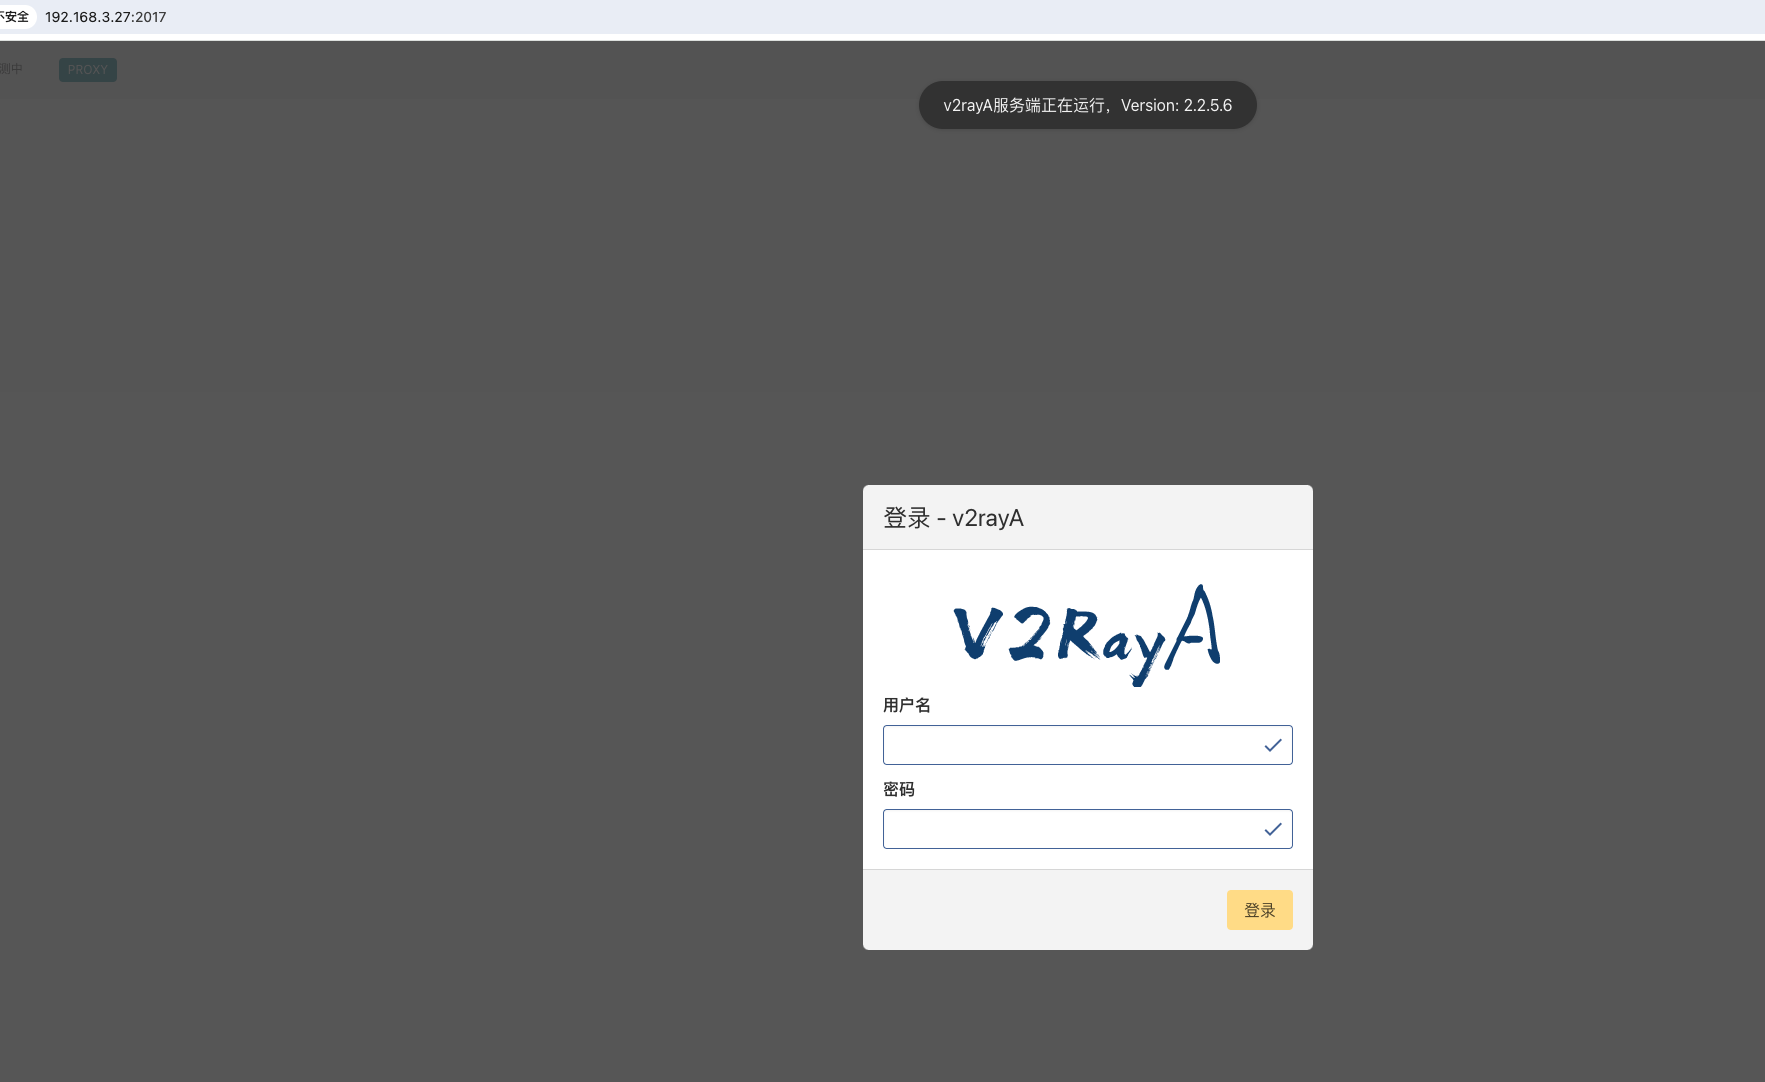 不安全 192.168.3.27:2017
测中 PROXY
v2rayA服务端正在运行，Version: 2.2.5.6
登录 - v2rayA
V2RayA
用户名
密码
登录